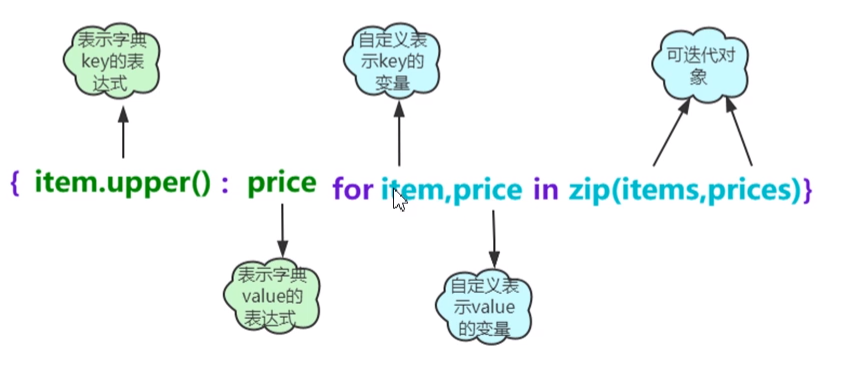 表示字典
key的表
达式
自定义表
示key的
变量
可迭代对
象
{ item.upper() : price for item,price in zip(items,prices)}
表示字典
value的
表达式
自定义表
示value
的变量